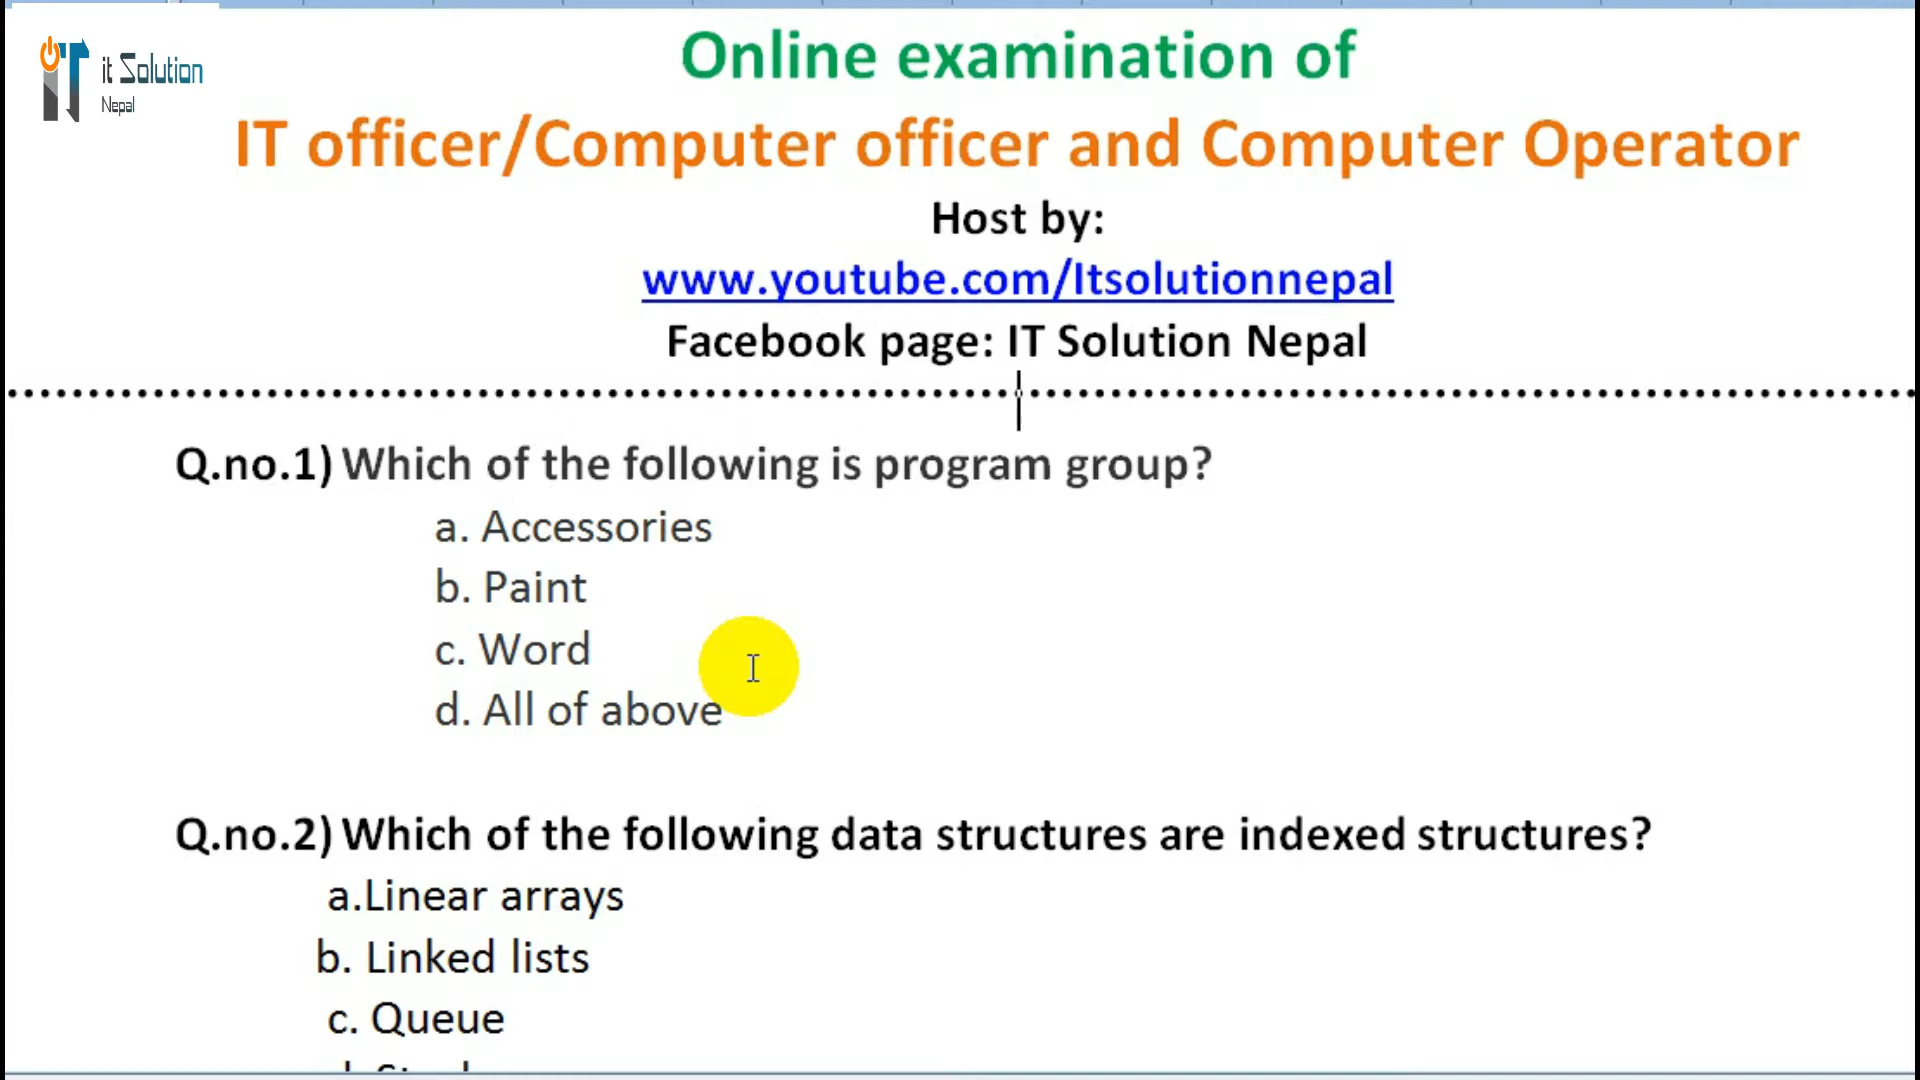 it Solution
Nepal
Online examination of
IT officer/Computer officer and Computer Operator
Host by:
www.youtube.com/Itsolutionnepal
Facebook page: IT Solution Nepal
Q.no.1) Which of the following is program group?
a. Accessories
b. Paint
c. Word
d. All of above
Q.no.2) Which of the following data structures are indexed structures?
a.Linear arrays
b. Linked lists
c. Queue